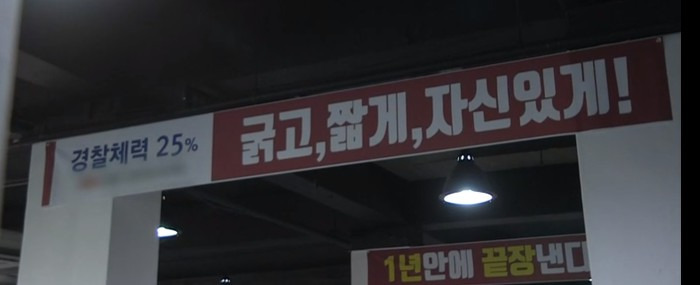 경찰체력 25%
굵고, 짧게, 자신있게!
1년안에 끝장낸다